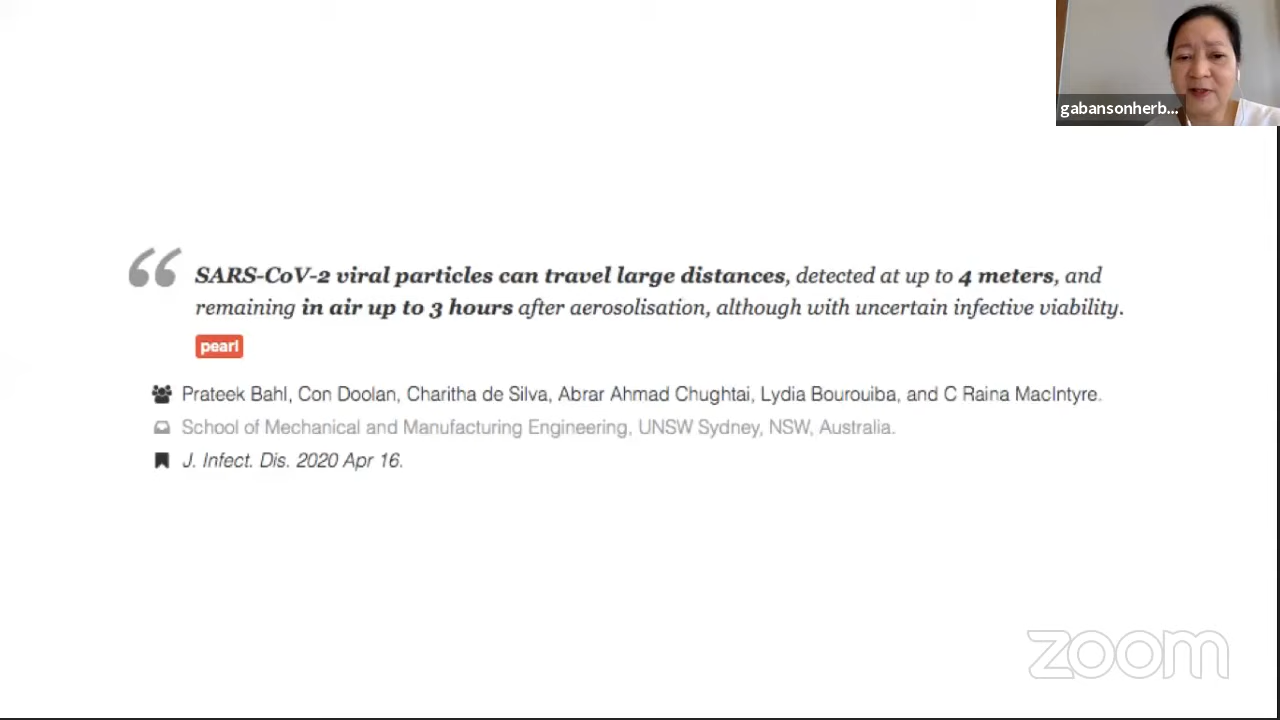 gabansonherb...
SARS-CoV-2 viral particles can travel large distances, detected at up to 4 meters, and
remaining in air up to 3 hours after aerosolisation, although with uncertain infective viability.
pearl
Prateek Bahl, Con Doolan, Charitha de Silva, Abrar Ahmad Chughtai, Lydia Bourouiba, and C Raina MacIntyre.
School of Mechanical and Manufacturing Engineering, UNSW Sydney, NSW, Australia.
J. Infect. Dis. 2020 Apr 16.
zoom